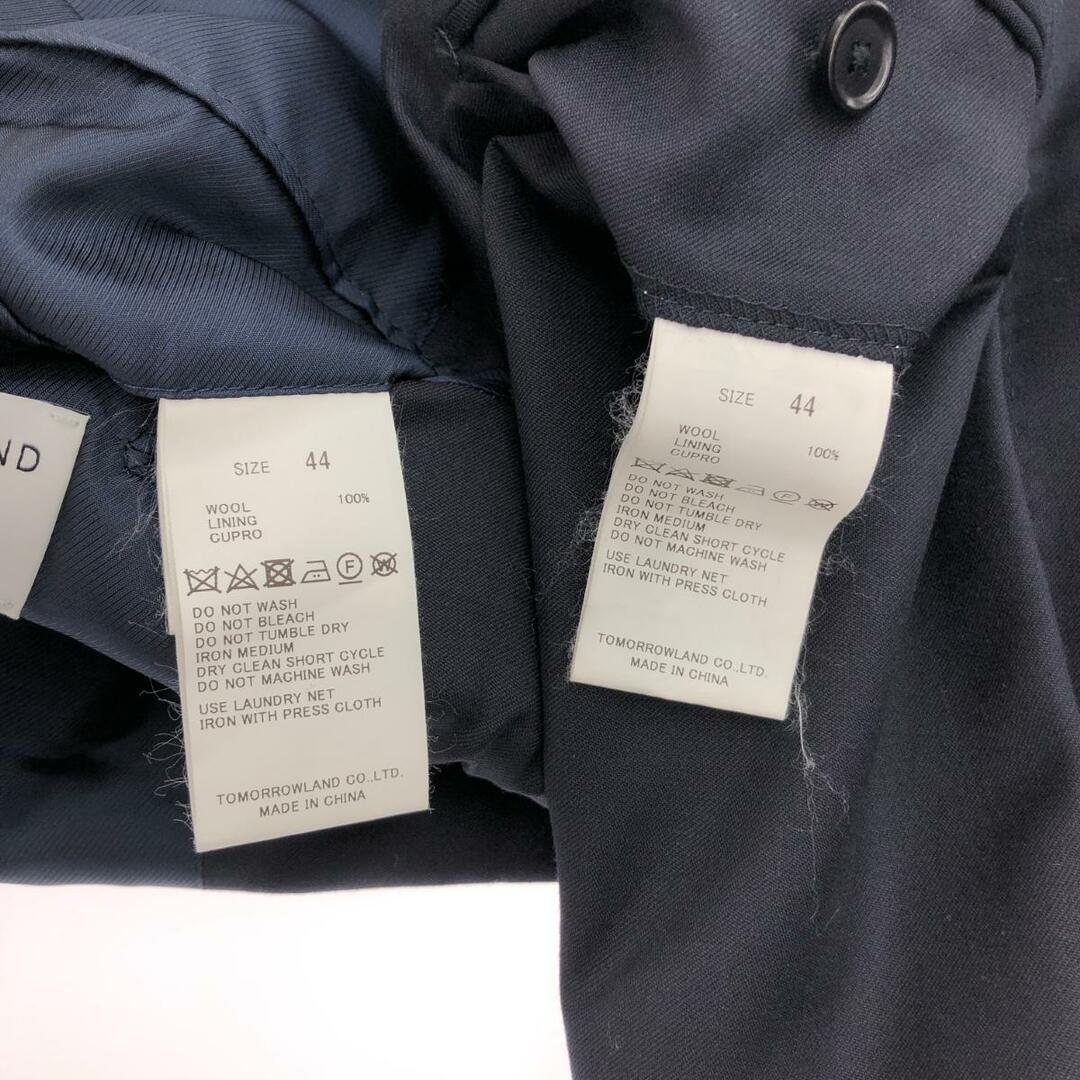 ND
SIZE 44
WOOL 100%
LINING
CUPRO
F W
DO NOT WASH
DO NOT BLEACH
DO NOT TUMBLE DRY
IRON MEDIUM
DRY CLEAN SHORT CYCLE
DO NOT MACHINE WASH
USE LAUNDRY NET
IRON WITH PRESS CLOTH
TOMORROWLAND CO.,LTD.
MADE IN CHINA
SIZE 44
WOOL 100%
LINING
CUPRO
F W
DO NOT WASH
DO NOT BLEACH
DO NOT TUMBLE DRY
IRON MEDIUM
DRY CLEAN SHORT CYCLE
DO NOT MACHINE WASH
USE LAUNDRY NET
IRON WITH PRESS CLOTH
TOMORROWLAND CO.,LTD.
MADE IN CHINA